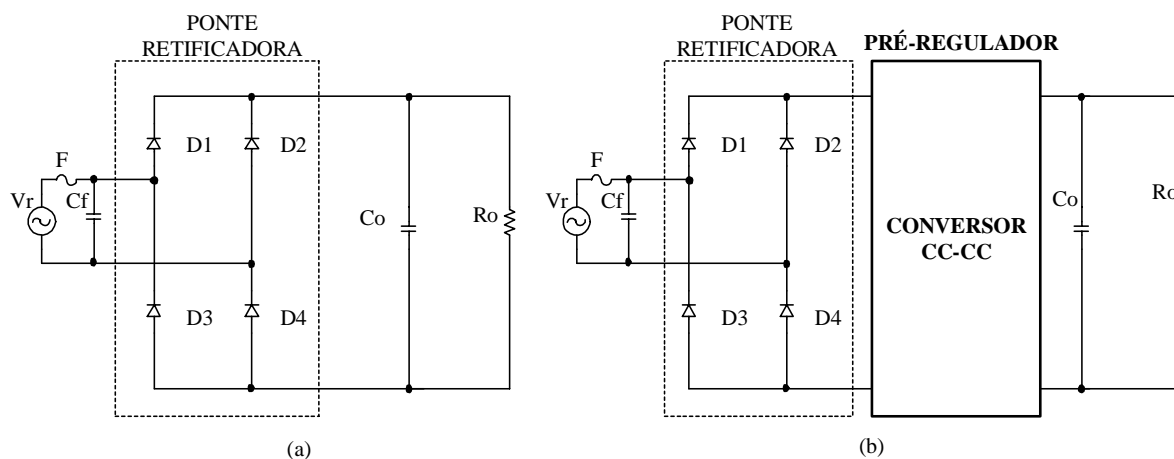 PONTE
RETIFICADORA
D1
D2
F
Vr
Cf
Co
Ro
D3
D4
(a)
PONTE
RETIFICADORA
PRÉ-REGULADOR
D1
D2
F
Vr
Cf
CONVERSOR
CC-CC
Co
Ro
D3
D4
(b)